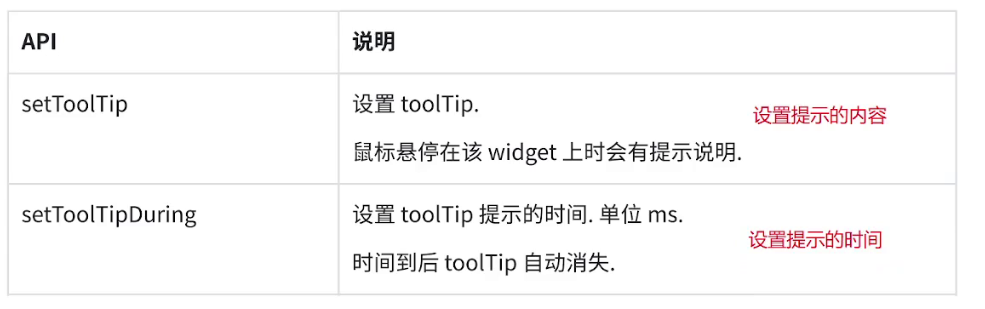 API 说明
setToolTip 设置 toolTip.
设置提示的内容
鼠标悬停在该 widget 上时会有提示说明.
setToolTipDuring 设置 toolTip 提示的时间. 单位 ms.
设置提示的时间
时间到后 toolTip 自动消失.